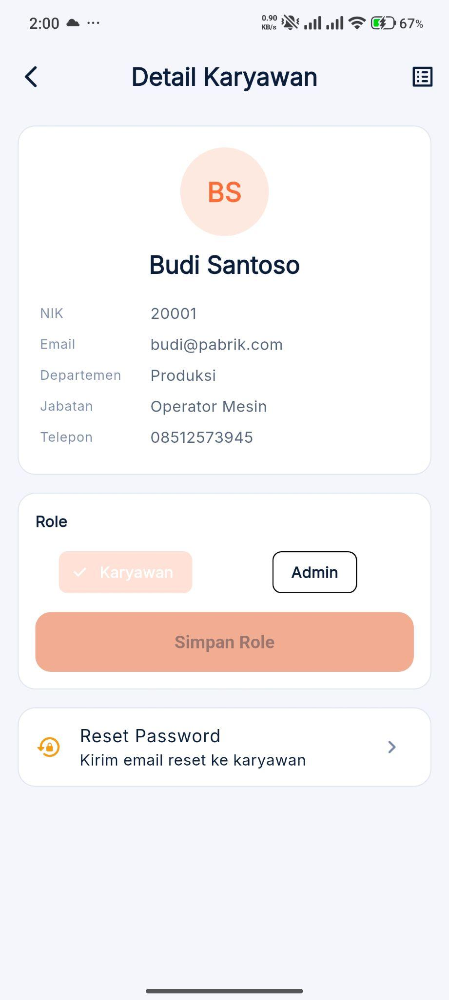 2:00 ... 0.90 KB/s 67%
Detail Karyawan
BS
Budi Santoso
NIK 20001
Email budi@pabrik.com
Departemen Produksi
Jabatan Operator Mesin
Telepon 08512573945
Role
Karyawan Admin
Simpan Role
Reset Password
Kirim email reset ke karyawan